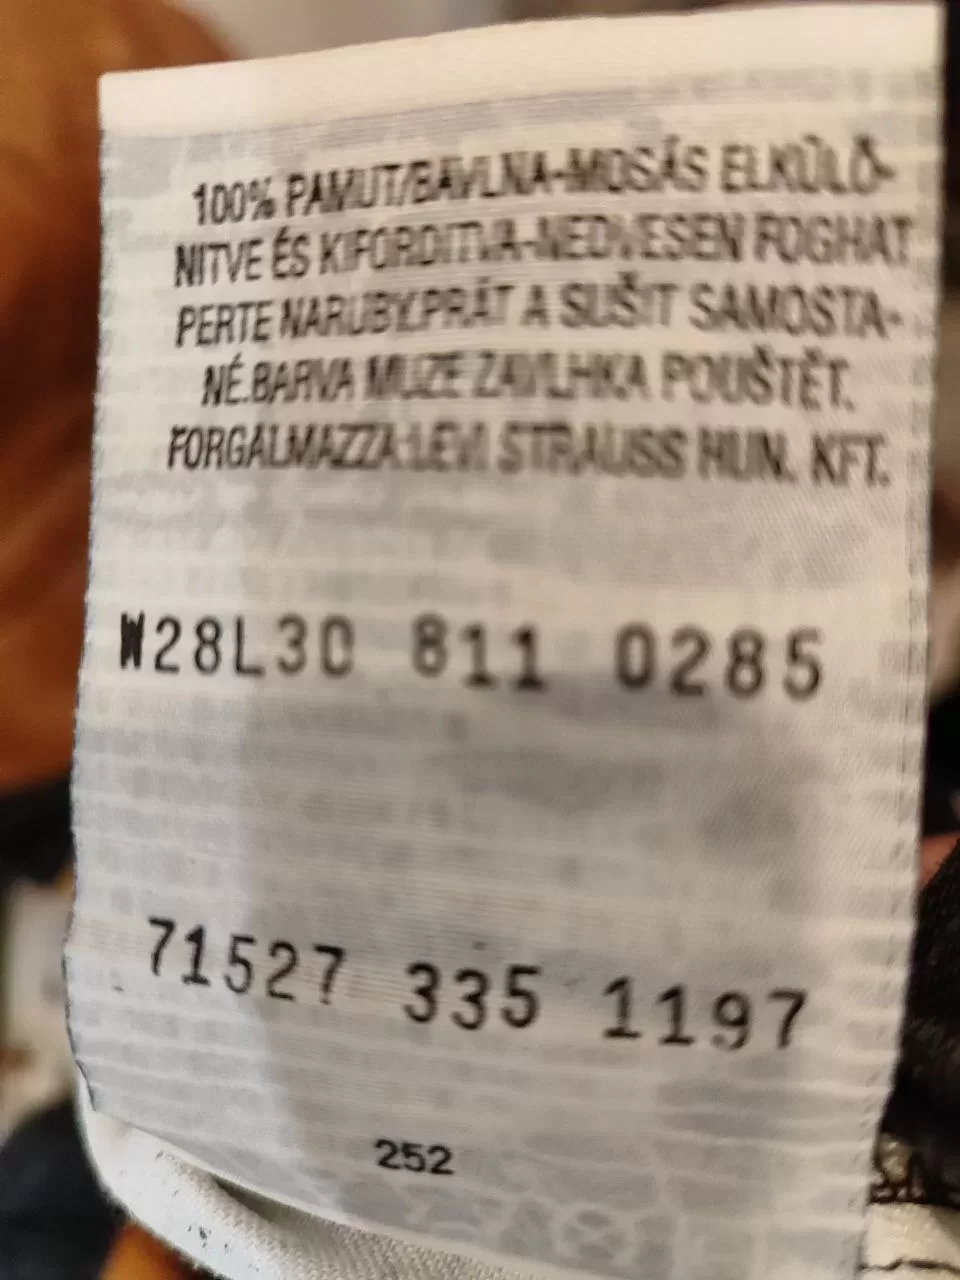 100% PAMUT/BAVLNA-MOSÁS ELKÜLÖ-
NITVE ÉS KIFORDITVA-NEDVESEN FOGHAT
PERTE NARUBY.PRÁT A SUŠIT SAMOSTA-
NÉ.BARVA MUZE ZAVLHKA POUŠTĚT.
FORGALMAZZA:LEVI STRAUSS HUN. KFT.
W28L30 811 0285
71527 335 1197
252